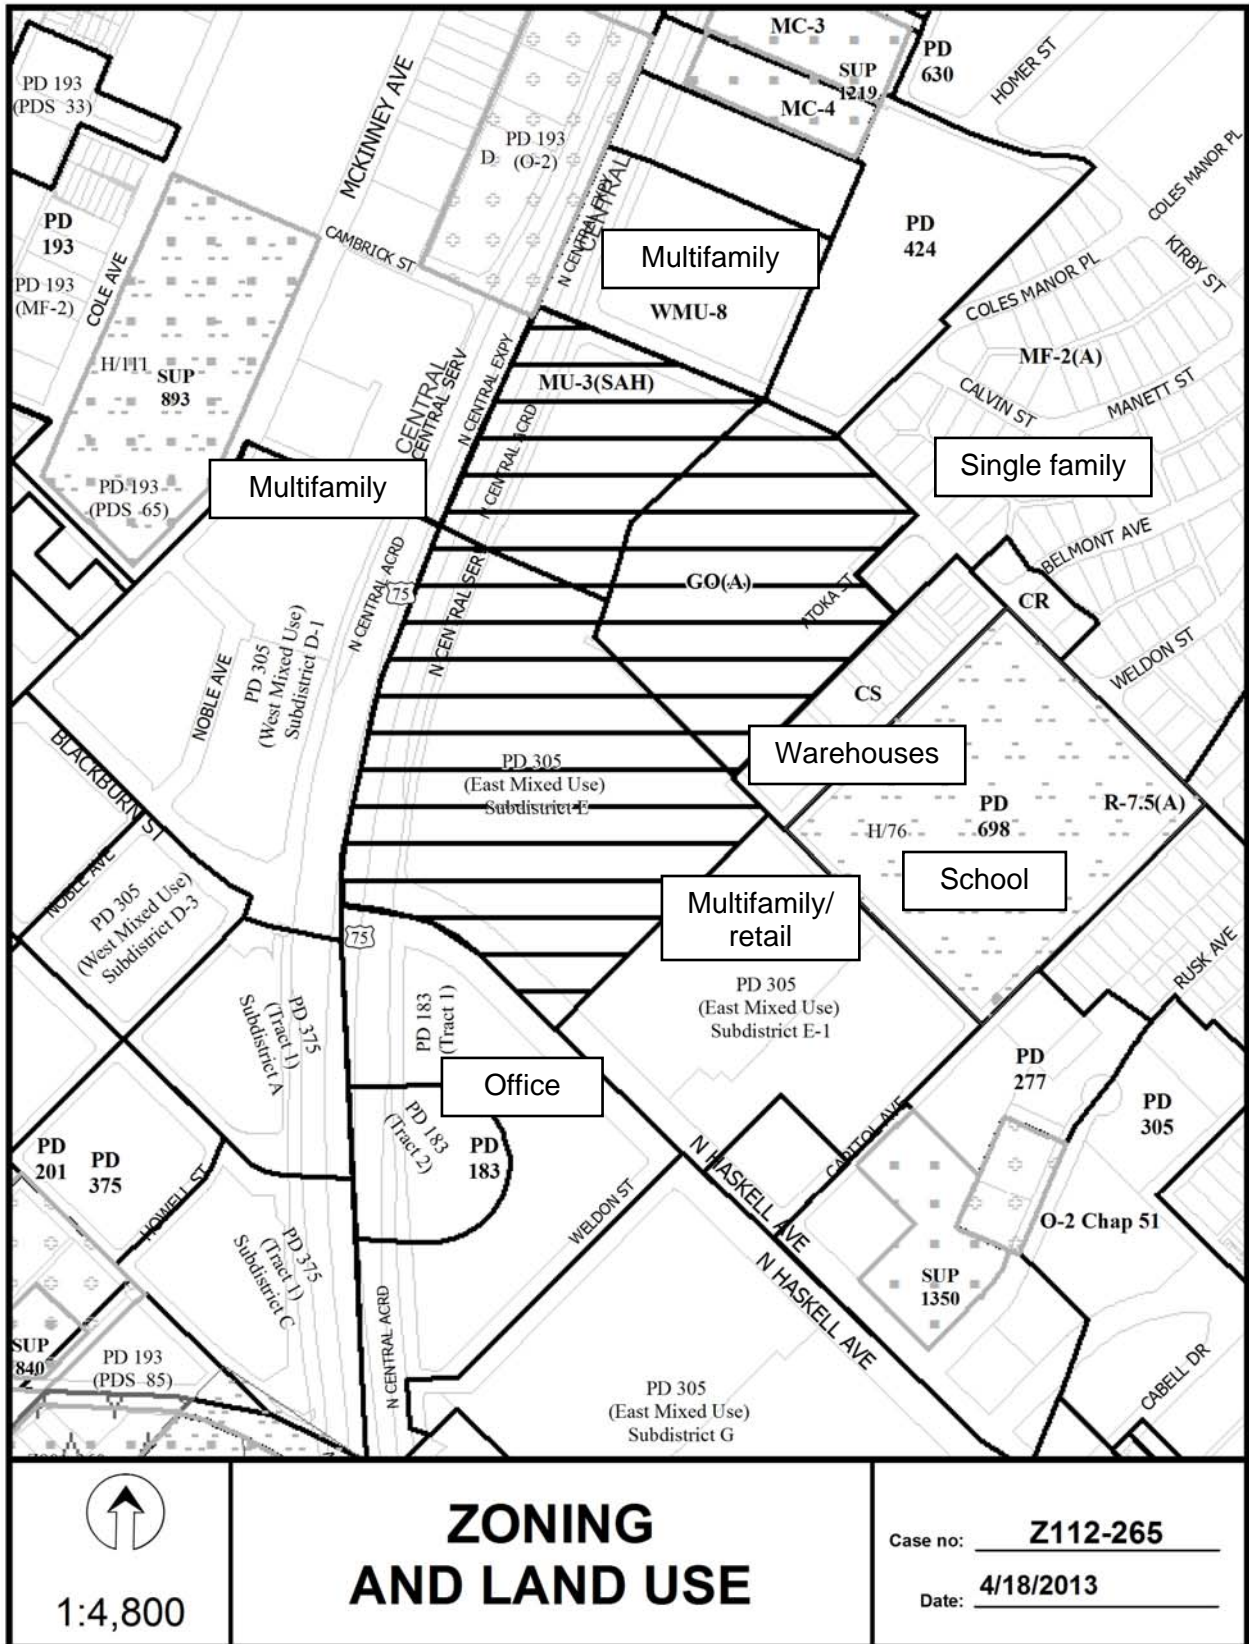 MC-3
PD
630
HOMER ST
SUP
1219
MC-4
PD 193
(PDS 33)
MCKINNEY AVE
PD 193
(O-2)
D
COLES MANOR PL
PD
193
PD 193
(MF-2)
COLE AVE
CAMBRICK ST
N CENTRAL EXPY
CENTRAL
Multifamily
WMU-8
PD
424
KIRBY ST
COLES MANOR PL
MF-2(A)
CALVIN ST
MANETT ST
H/111
SUP
893
CENTRAL
CENTRAL SERV
N CENTRAL EXPY
MU-3(SAH)
N CENTRAL ACRD
Single family
PD 193
(PDS 65)
Multifamily
BELMONT AVE
N CENTRAL ACRD
75
N CENTRAL SERV
GO(A)
ATOKA ST
CR
WELDON ST
NOBLE AVE
PD 305
(West Mixed Use)
Subdistrict D-1
CS
Warehouses
BLACKBURN ST
PD 305
(East Mixed Use)
Subdistrict E
H/76
PD
698
R-7.5(A)
School
NOBLE AVE
PD 305
(West Mixed Use)
Subdistrict D-3
75
Multifamily/
retail
RUSK AVE
PD 305
(East Mixed Use)
Subdistrict E-1
PD 375
(Tract 1)
Subdistrict A
PD 183
(Tract 1)
Office
PD
277
PD
305
PD 183
(Tract 2)
PD
183
CAPITOL AVE
PD
201
PD
375
HOWELL ST
N HASKELL AVE
WELDON ST
O-2 Chap 51
PD 375
(Tract 1)
Subdistrict C
N HASKELL AVE
SUP
1350
SUP
840
PD 193
(PDS 85)
N CENTRAL ACRD
PD 305
(East Mixed Use)
Subdistrict G
CABELL DR
1:4,800
ZONING
AND LAND USE
Case no: Z112-265
Date: 4/18/2013